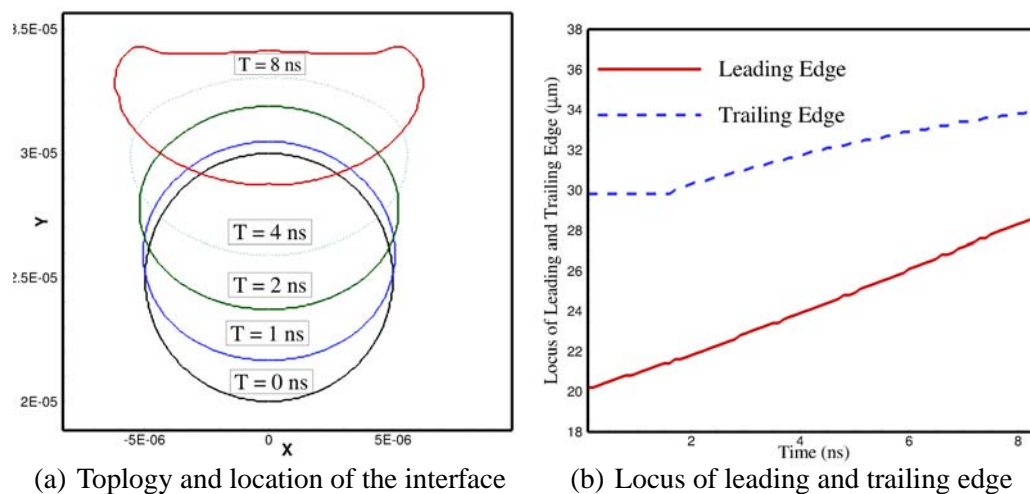 3.5E-05
3E-05
2.5E-05
2E-05
Y
-5E-06
0
5E-06
X
T = 8 ns
T = 4 ns
T = 2 ns
T = 1 ns
T = 0 ns
(a) Toplogy and location of the interface
38
36
34
32
30
28
26
24
22
20
18
Locus of Leading and Trailing Edge (μm)
Leading Edge
Trailing Edge
2
4
6
8
Time (ns)
(b) Locus of leading and trailing edge